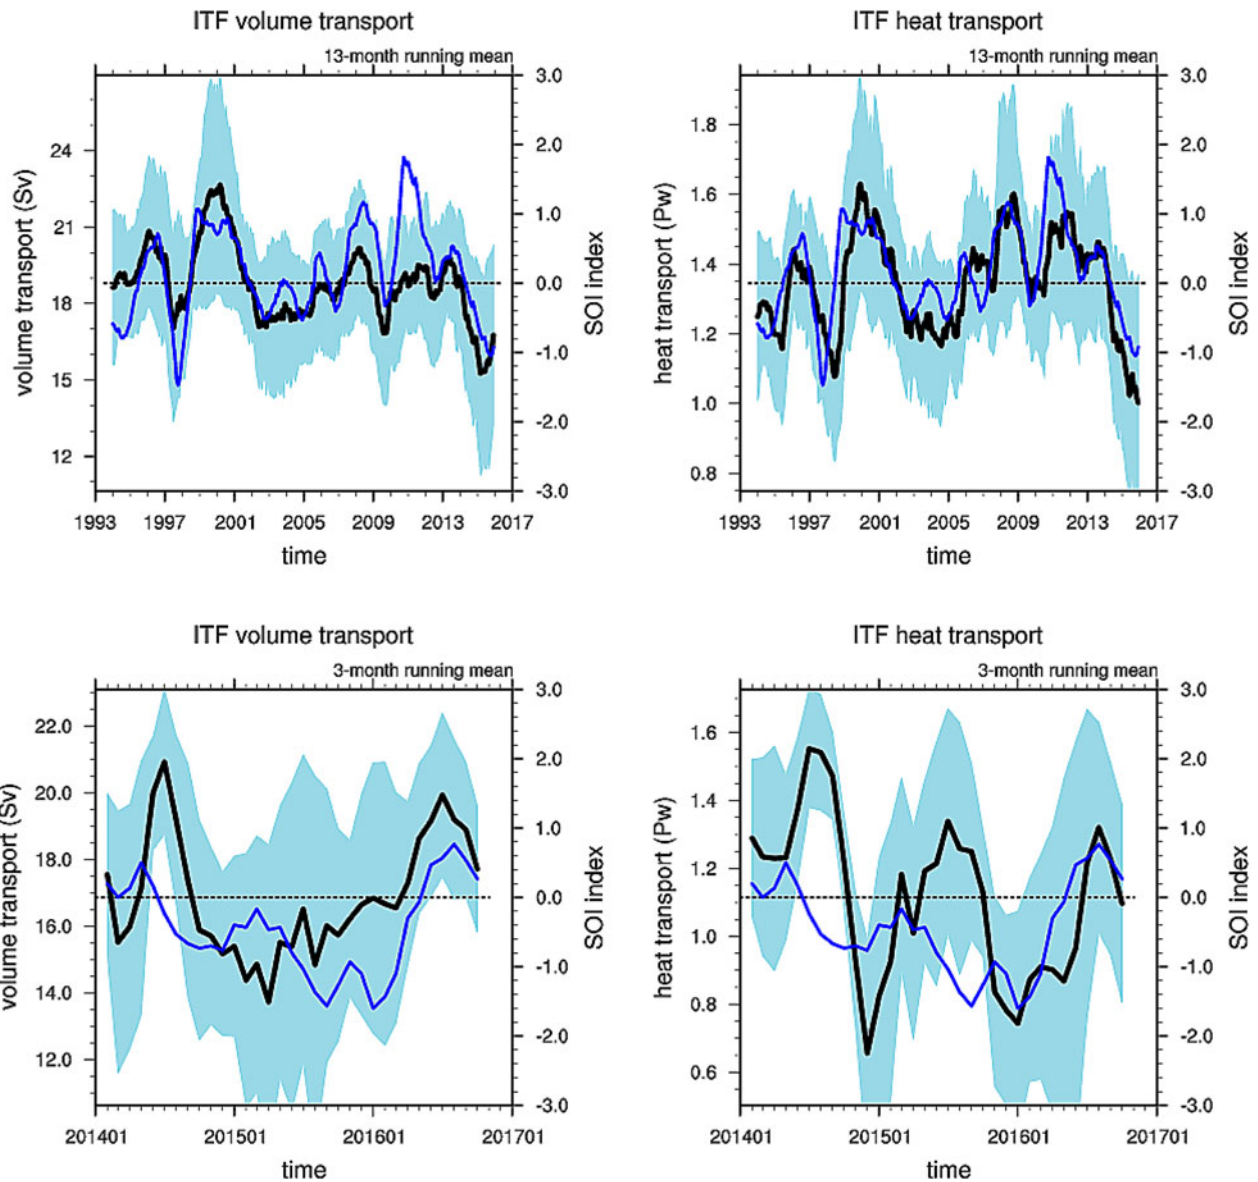 ITF volume transport
13-month running mean
volume transport (Sv)
24
21
18
15
12
3.0
2.0
1.0
0.0
-1.0
-2.0
-3.0
SOI index
1993 1997 2001 2005 2009 2013 2017
time
ITF heat transport
13-month running mean
heat transport (Pw)
1.8
1.6
1.4
1.2
1.0
0.8
3.0
2.0
1.0
0.0
-1.0
-2.0
-3.0
SOI index
1993 1997 2001 2005 2009 2013 2017
time
ITF volume transport
3-month running mean
volume transport (Sv)
22.0
20.0
18.0
16.0
14.0
12.0
3.0
2.0
1.0
0.0
-1.0
-2.0
-3.0
SOI index
201401 201501 201601 201701
time
ITF heat transport
3-month running mean
heat transport (Pw)
1.6
1.4
1.2
1.0
0.8
0.6
3.0
2.0
1.0
0.0
-1.0
-2.0
-3.0
SOI index
201401 201501 201601 201701
time